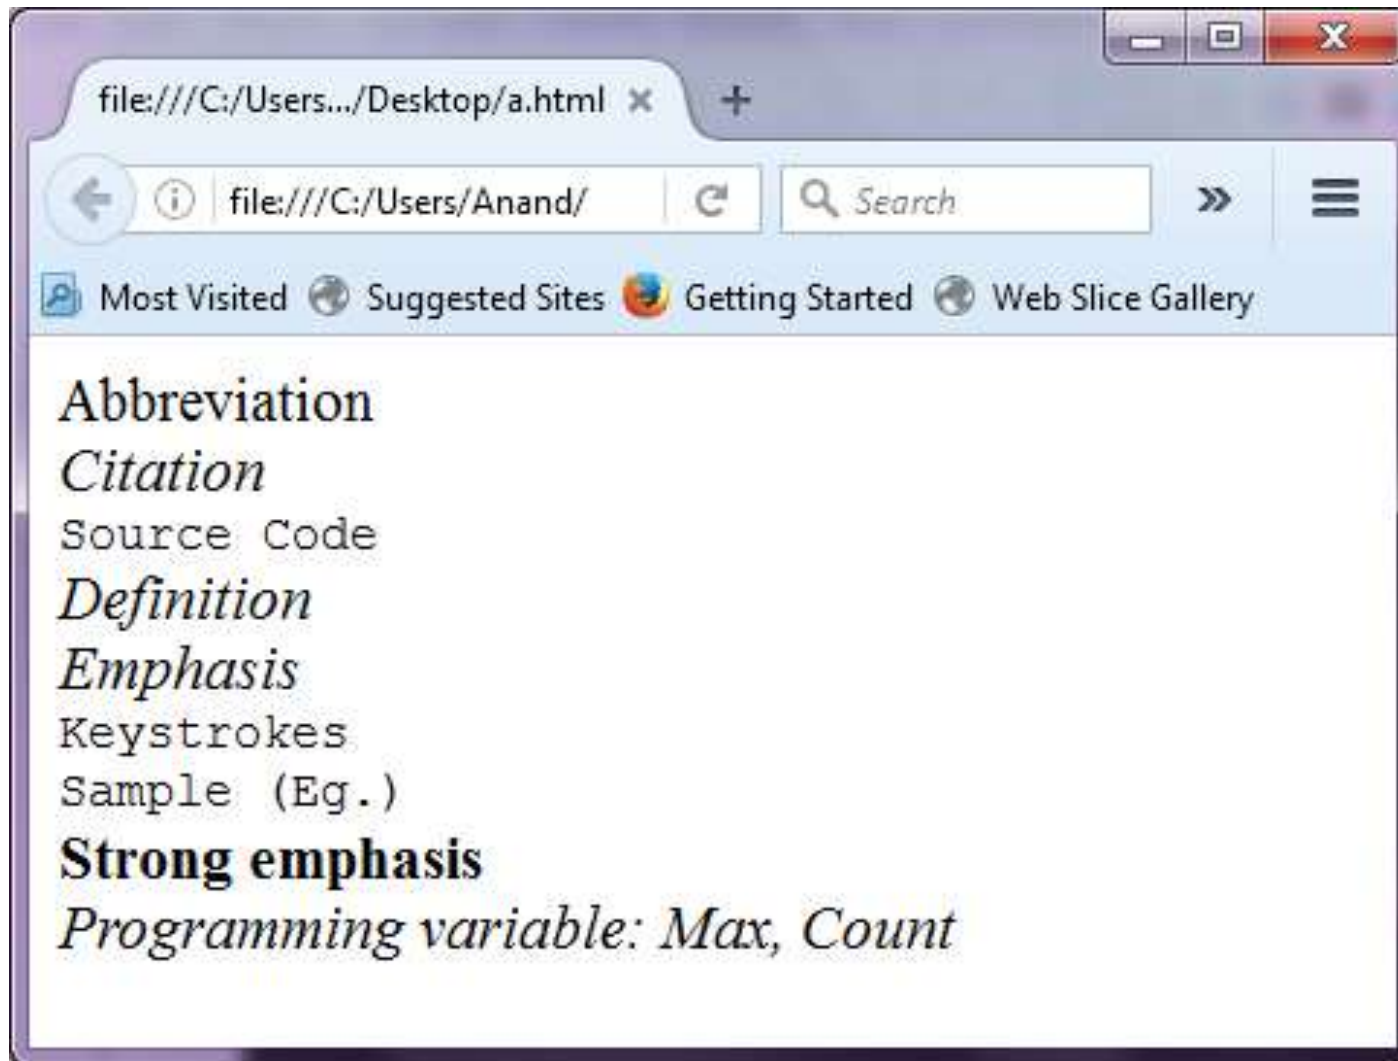 file:///C:/Users.../Desktop/a.html
file:///C:/Users/Anand/ Search
Most Visited Suggested Sites Getting Started Web Slice Gallery
Abbreviation
Citation
Source Code
Definition
Emphasis
Keystrokes
Sample (Eg.)
Strong emphasis
Programming variable: Max, Count